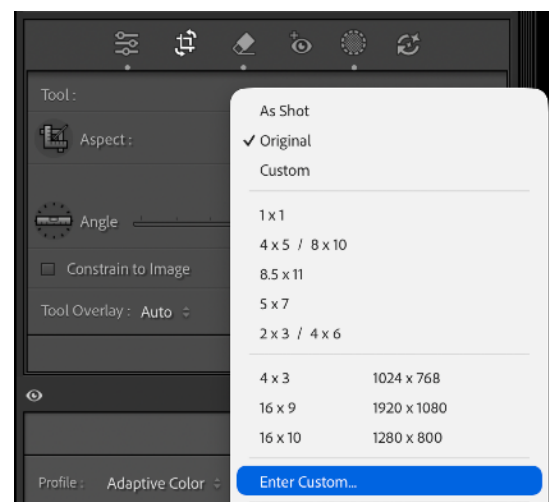 Tool :
Aspect :
Angle
Constrain to Image
Tool Overlay : Auto
Profile : Adaptive Color
As Shot
✓ Original
Custom
1 x 1
4 x 5 / 8 x 10
8.5 x 11
5 x 7
2 x 3 / 4 x 6
4 x 3 1024 x 768
16 x 9 1920 x 1080
16 x 10 1280 x 800
Enter Custom...